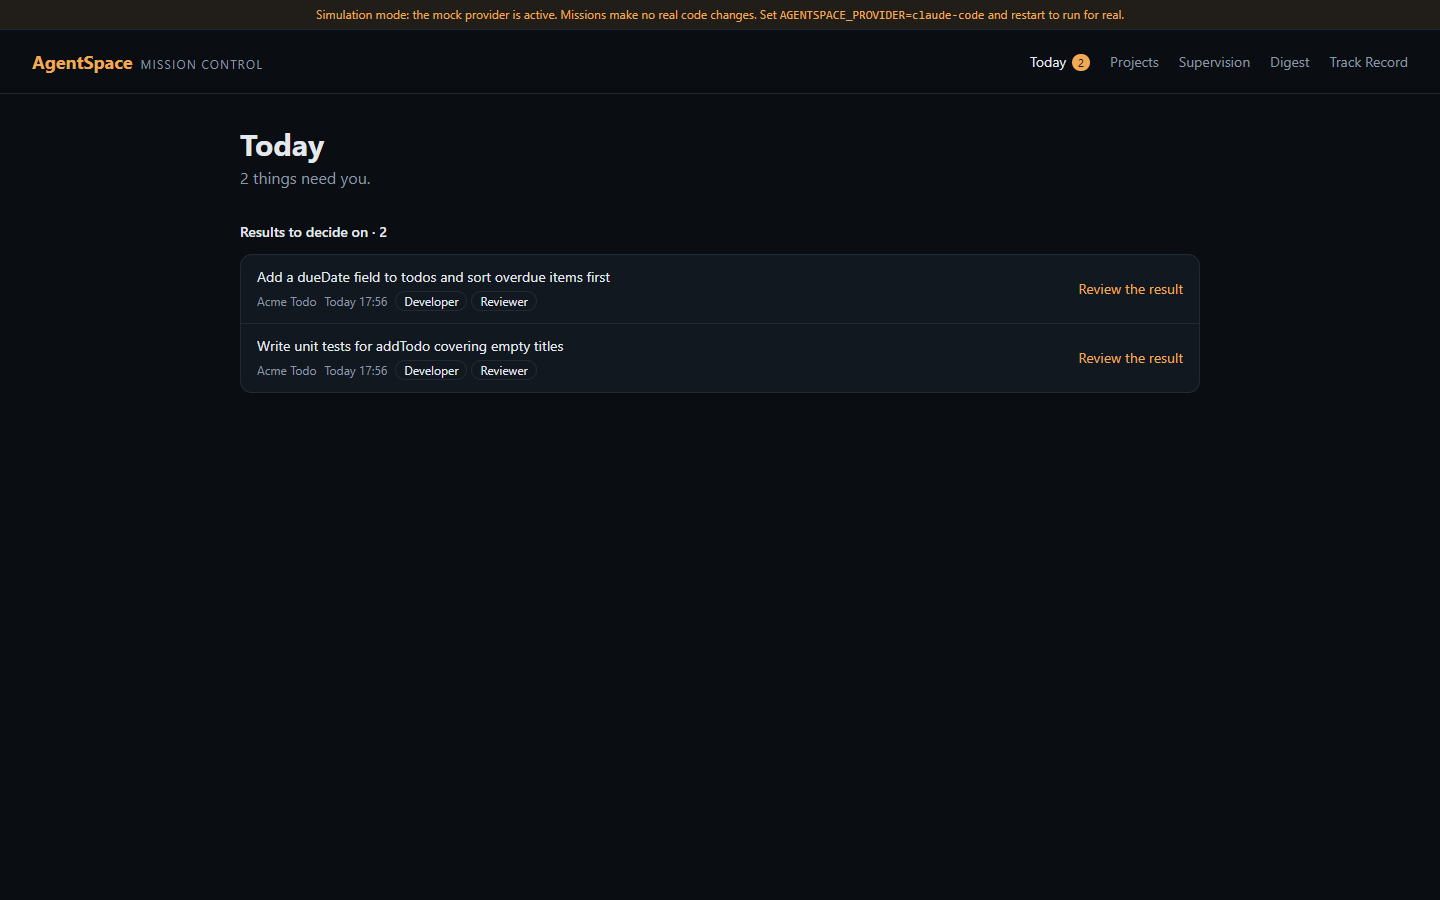 Simulation mode: the mock provider is active. Missions make no real code changes. Set AGENTSPACE_PROVIDER=claude-code and restart to run for real.
AgentSpace MISSION CONTROL
Today 2 Projects Supervision Digest Track Record
Today
2 things need you.
Results to decide on · 2
Add a dueDate field to todos and sort overdue items first
Acme Todo Today 17:56 Developer Reviewer
Review the result
Write unit tests for addTodo covering empty titles
Acme Todo Today 17:56 Developer Reviewer
Review the result